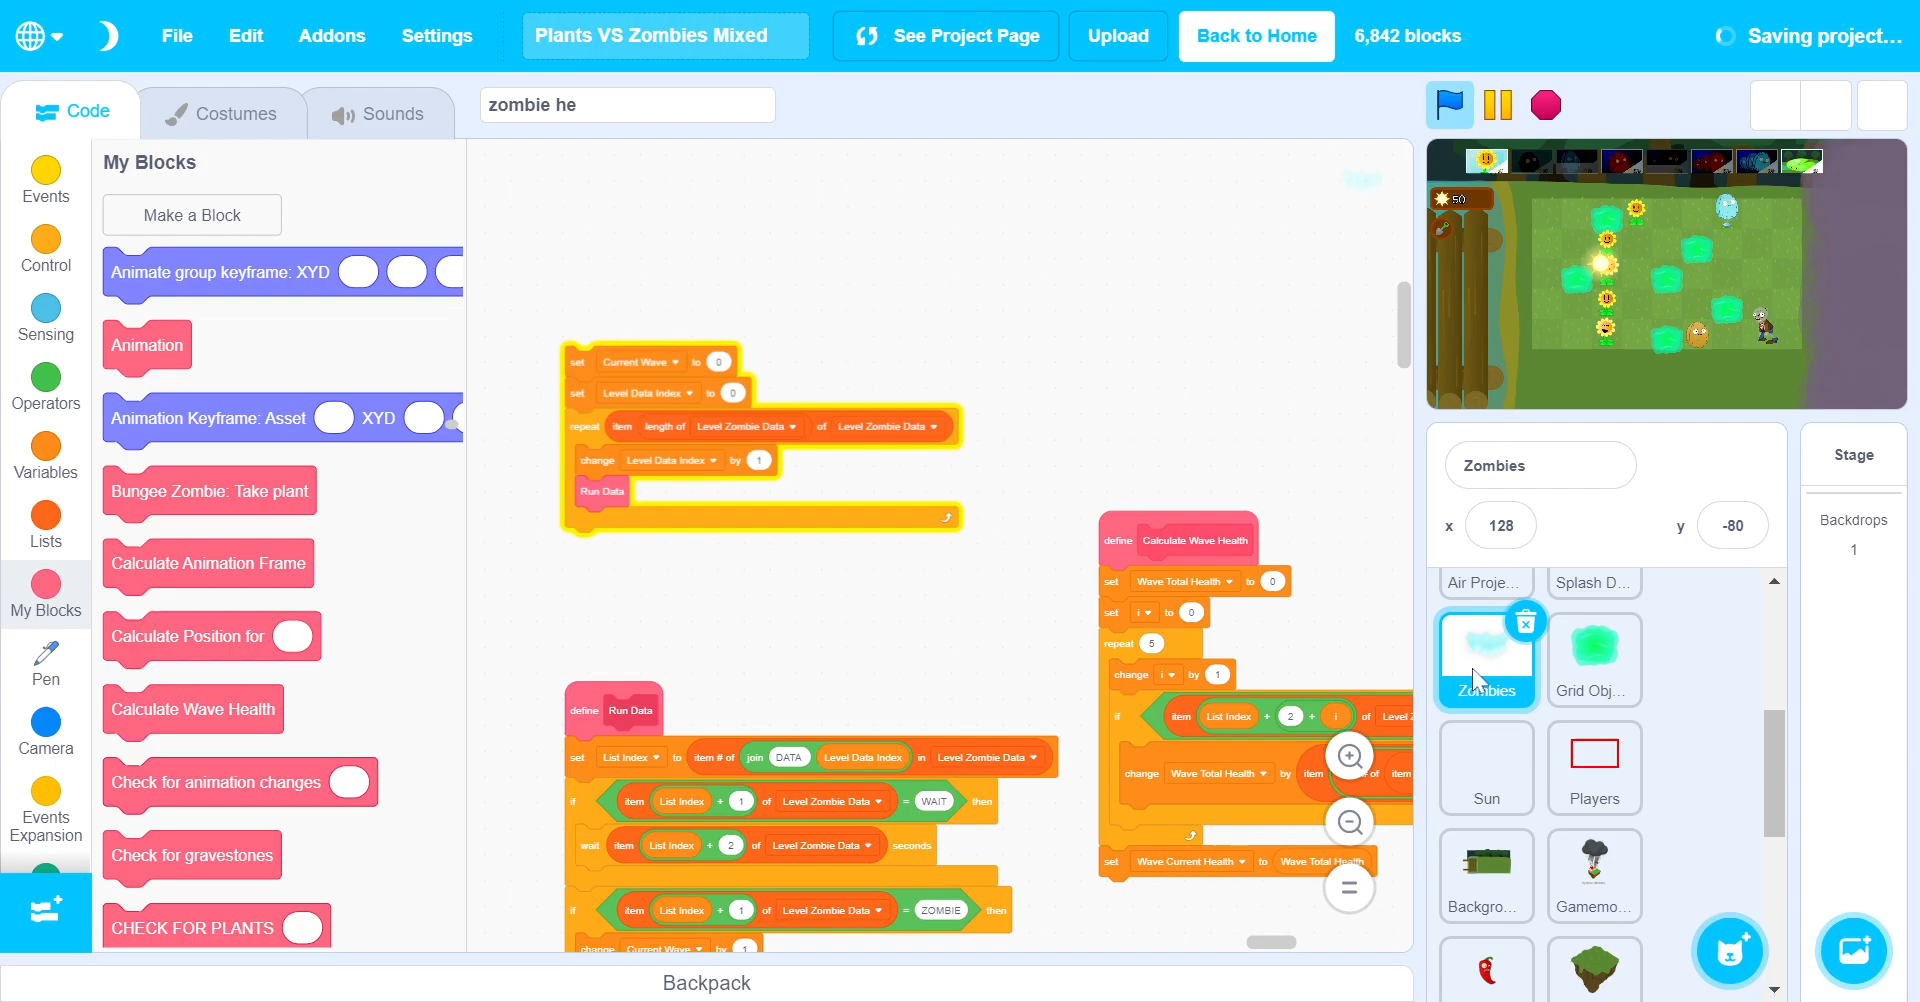 File Edit Addons Settings Plants VS Zombies Mixed See Project Page Upload Back to Home 6,842 blocks Saving project...
Code Costumes Sounds zombie he
Events
Control
Sensing
Operators
Variables
Lists
My Blocks
Pen
Camera
Events
Expansion
My Blocks
Make a Block
Animate group keyframe: XYD
Animation
Animation Keyframe: Asset XYD
Bungee Zombie: Take plant
Calculate Animation Frame
Calculate Position for
Calculate Wave Health
Check for animation changes
Check for gravestones
CHECK FOR PLANTS
set Current Wave to 0
set Level Data Index to 0
repeat item length of Level Zombie Data of Level Zombie Data
change Level Data Index by 1
Run Data
define Run Data
set List Index to item # of join DATA Level Data Index in Level Zombie Data
if item List Index + 1 of Level Zombie Data = WAIT then
wait item List Index + 2 of Level Zombie Data seconds
if item List Index + 1 of Level Zombie Data = ZOMBIE then
change Current Wave by 1
define Calculate Wave Health
set Wave Total Health to 0
set i to 0
repeat 5
change i by 1
if item List Index + 2 + i of Level
change Wave Total Health by item of item
set Wave Current Health to Wave Total Health
50
Zombies
x 128 y -80
Air Proje... Splash D...
Zombies Grid Obj...
Sun Players
Backgro... Gamemo...
Stage
Backdrops
1
Backpack